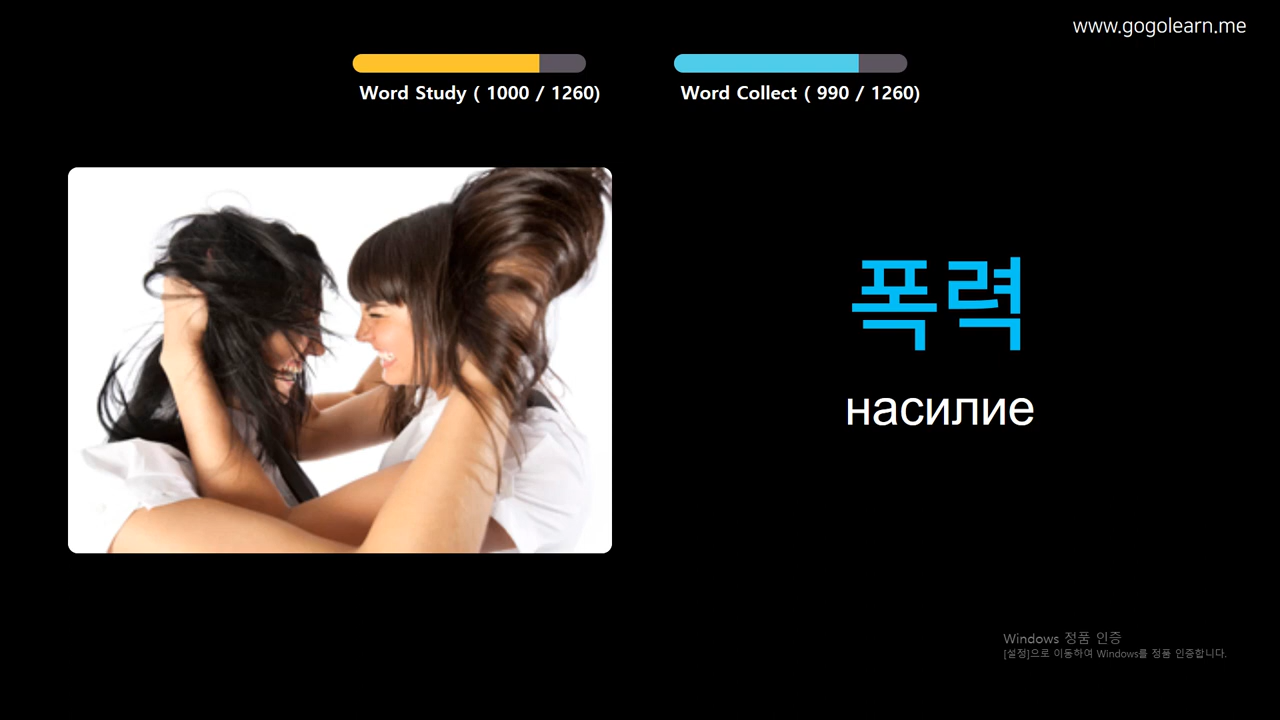 www.gogolearn.me
Word Study ( 1000 / 1260)
Word Collect ( 990 / 1260)
폭력
насилие
Windows 정품 인증
[설정]으로 이동하여 Windows를 정품 인증합니다.